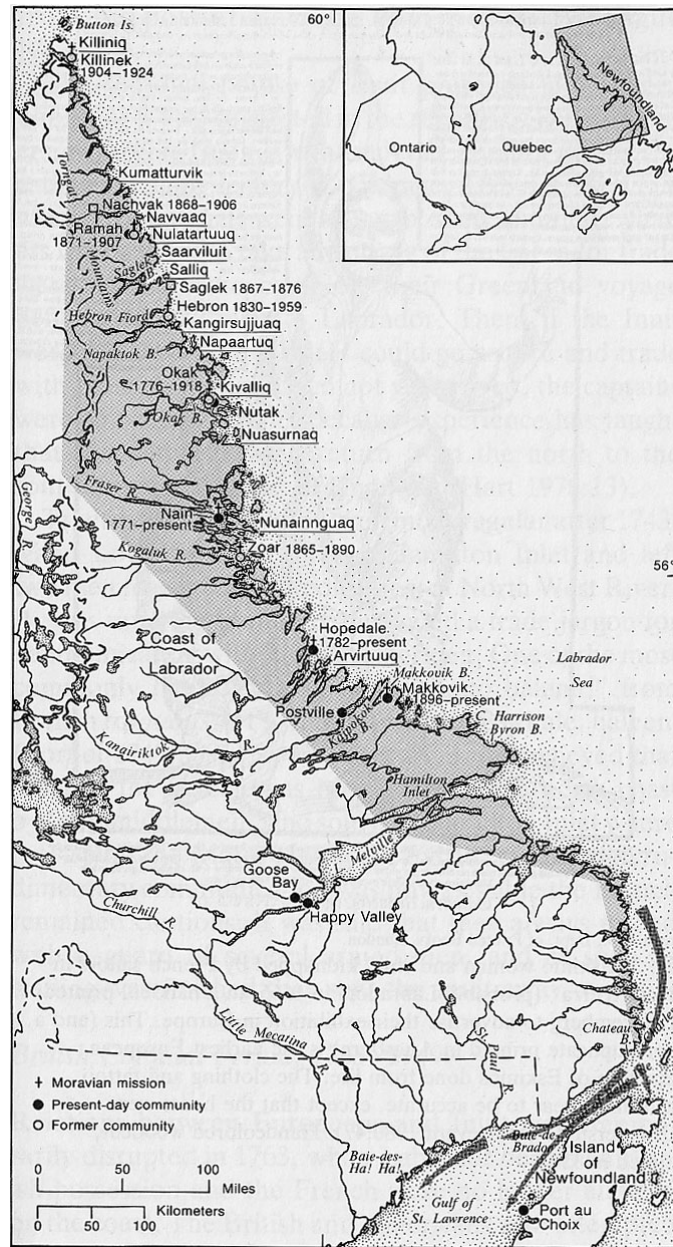 60°
Button Is.
Killiniq
Killinek
1904–1924
Torngat
Mountains
Kumatturvik
Nachvak 1868–1906
Navvaaq
Ramah
1871–1907
Nulatartuuq
Saarviluit
Saglek
B.
Salliq
Saglek 1867–1876
Hebron 1830–1959
Hebron Fiord
Kangirsujjuaq
Napaartuq
Napaktok B.
Okak
1776–1918
Kivalliq
Okak B.
Nutak
Nuasurnaq
George
R.
Fraser R.
Nain
1771–present
Nunainnguaq
Zoar 1865–1890
Kogaluk R.
56°
Hopedale
1782–present
Arvirtuuq
Coast of
Labrador
Labrador
Sea
Makkovik B.
Makkovik
1896–present
Postville
Kaipokok
B.
C. Harrison
Byron B.
Kanairiktok R.
Hamilton
Inlet
L. Melville
Goose
Bay
Happy Valley
Churchill R.
Little Mecatina R.
St. Paul
Chateau
B.
C. Charles
Baie-de-
Brador
Baie-des-
Ha! Ha!
Island
of
Newfoundland
Gulf of
St. Lawrence
Port au
Choix
Ontario
Quebec
Newfoundland
Moravian mission
Present-day community
Former community
0 50 100
Miles
0 100
Kilometers